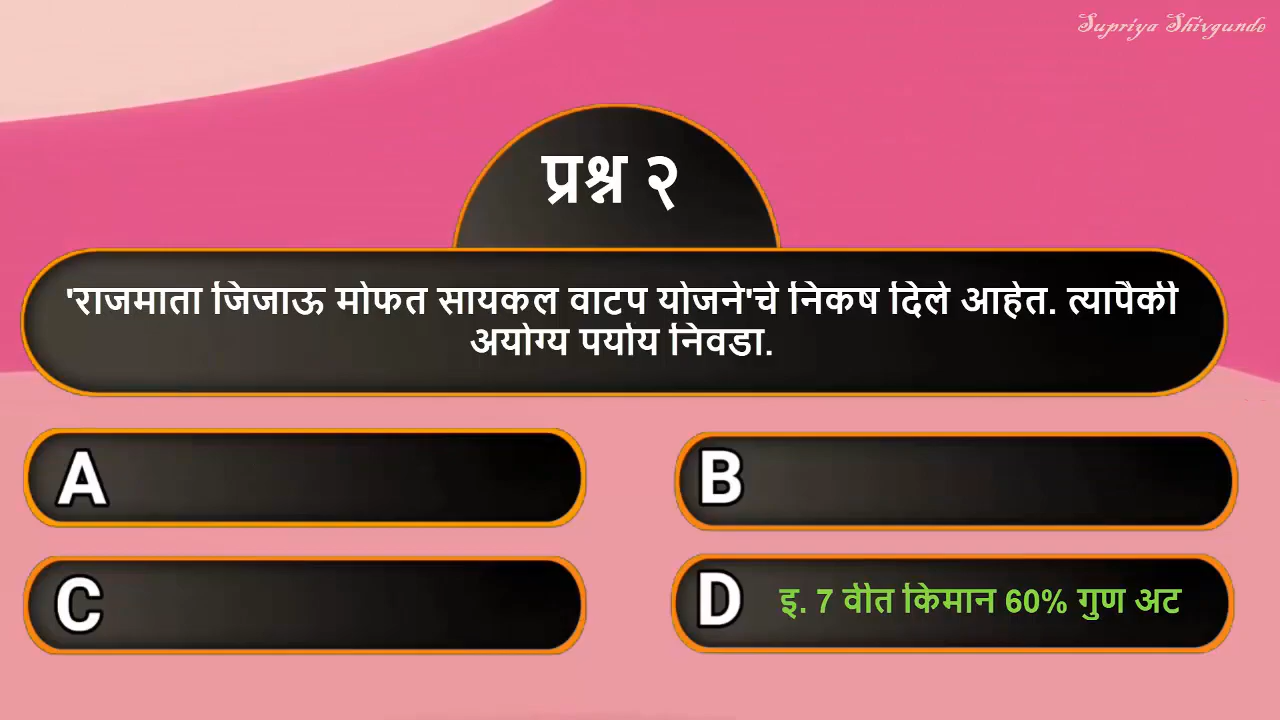 Supriya Shivgunde
प्रश्न २
'राजमाता जिजाऊ मोफत सायकल वाटप योजने'चे निकष दिले आहेत. त्यापैकी
अयोग्य पर्याय निवडा.
A
B
C
D इ. 7 वीत किमान 60% गुण अट